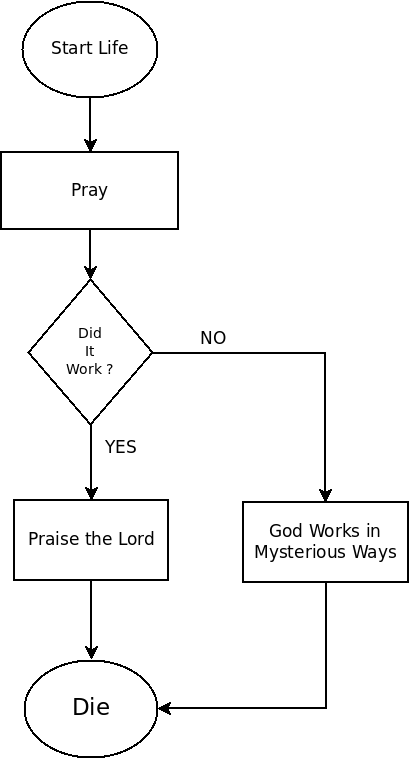 Start Life
Pray
Did
It
Work ?
NO
YES
Praise the Lord
God Works in
Mysterious Ways
Die